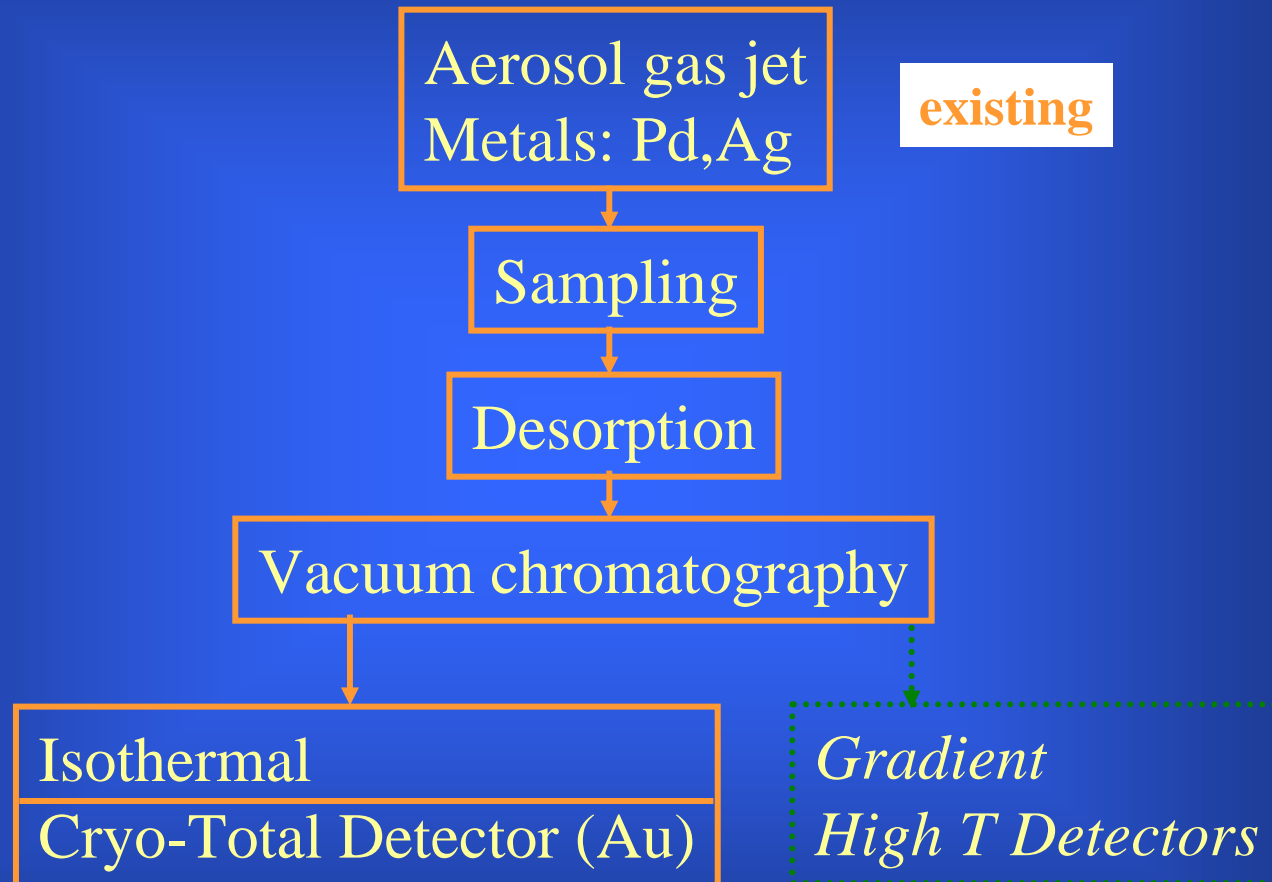 Aerosol gas jet
Metals: Pd,Ag
existing
Sampling
Desorption
Vacuum chromatography
Isothermal
Cryo-Total Detector (Au)
Gradient
High T Detectors